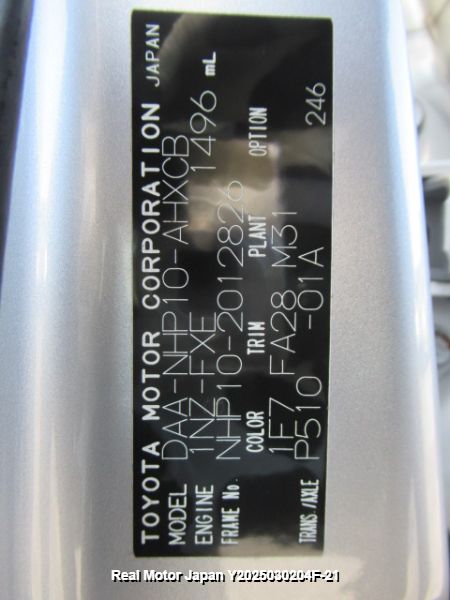 TOYOTA MOTOR CORPORATION JAPAN
MODEL DAA-NHP10-AHXCB
ENGINE 1NZ-FXE 1496 mL
FRAME No. NHP10-2012826
COLOR TRIM PLANT OPTION
1F7 FA28 M31 246
TRANS./AXLE P510 -01A
Real Motor Japan Y2025030204F-21